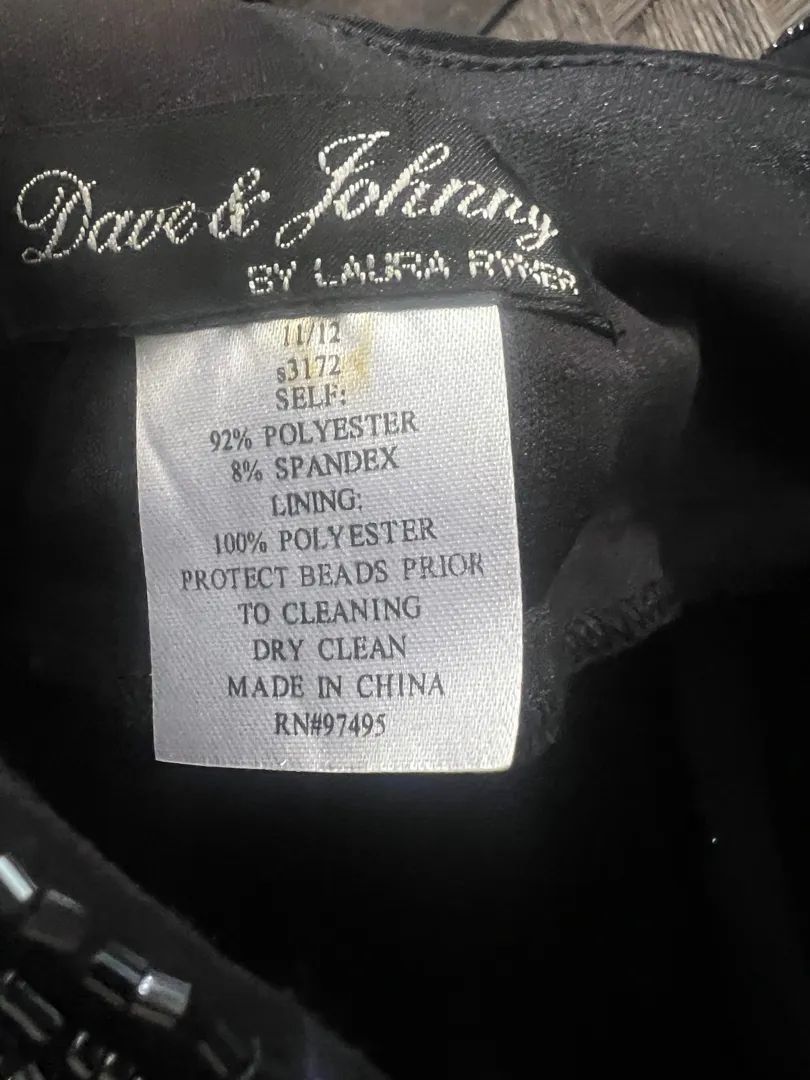 Dave & Johnny
BY LAURA RYNER
11/12
s3172
SELF:
92% POLYESTER
8% SPANDEX
LINING:
100% POLYESTER
PROTECT BEADS PRIOR
TO CLEANING
DRY CLEAN
MADE IN CHINA
RN#97495